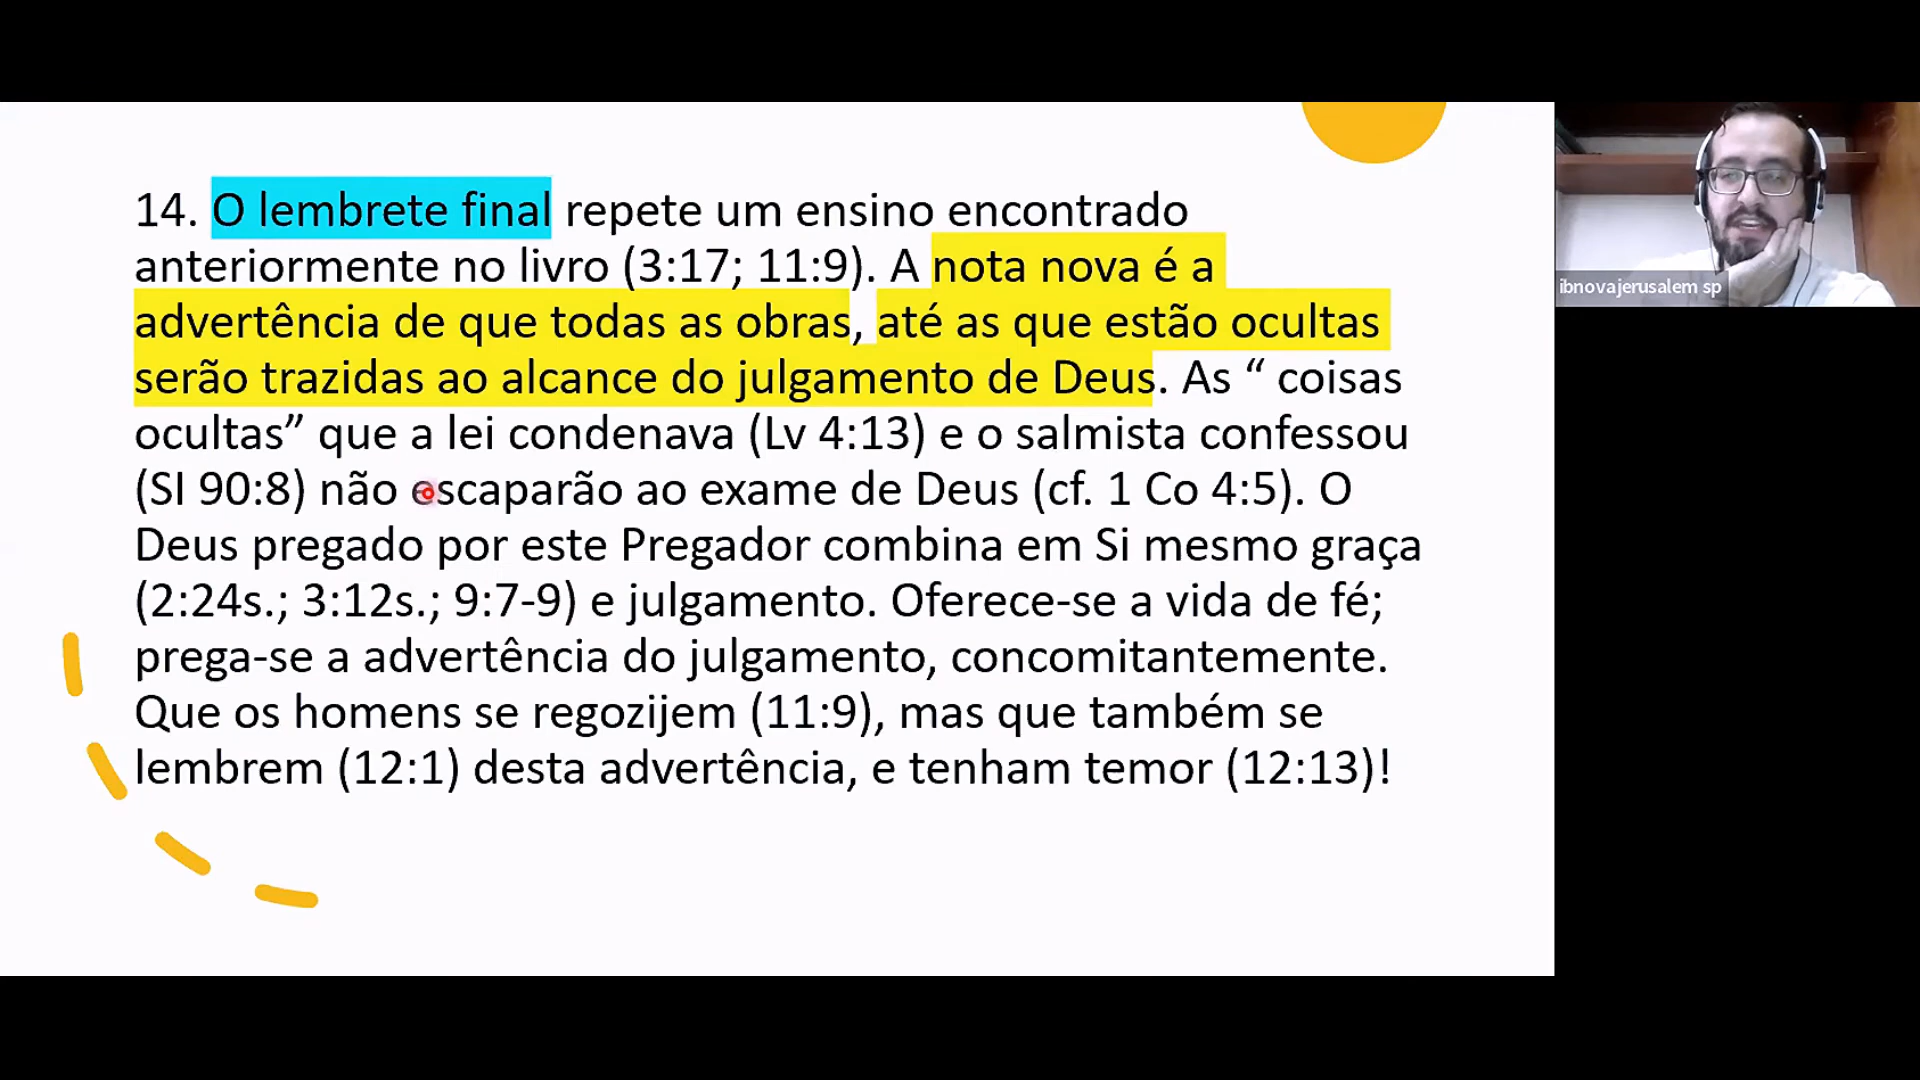 14. O lembrete final repete um ensino encontrado
anteriormente no livro (3:17; 11:9). A nota nova é a
advertência de que todas as obras, até as que estão ocultas
serão trazidas ao alcance do julgamento de Deus. As “ coisas
ocultas” que a lei condenava (Lv 4:13) e o salmista confessou
(SI 90:8) não escaparão ao exame de Deus (cf. 1 Co 4:5). O
Deus pregado por este Pregador combina em Si mesmo graça
(2:24s.; 3:12s.; 9:7-9) e julgamento. Oferece-se a vida de fé;
prega-se a advertência do julgamento, concomitantemente.
Que os homens se regozijem (11:9), mas que também se
lembrem (12:1) desta advertência, e tenham temor (12:13)!
ibnovajerusalem sp